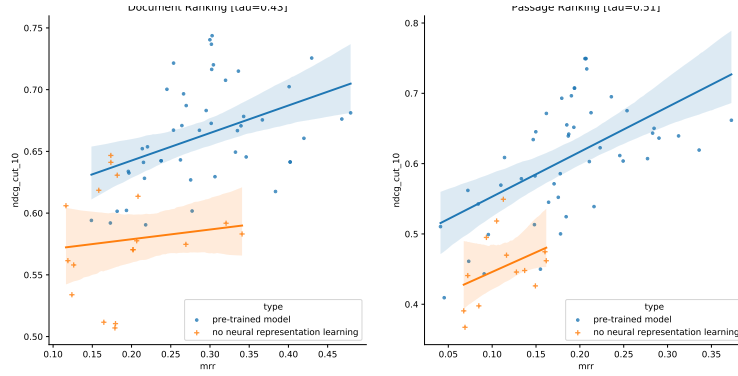 Document Ranking [tau=0.43]
0.75
0.70
0.65
0.60
0.55
0.50
ndcg_cut_10
0.10 0.15 0.20 0.25 0.30 0.35 0.40 0.45
mrr
type
pre-trained model
no neural representation learning
Passage Ranking [tau=0.51]
0.8
0.7
0.6
0.5
0.4
ndcg_cut_10
0.05 0.10 0.15 0.20 0.25 0.30 0.35
mrr
type
pre-trained model
no neural representation learning